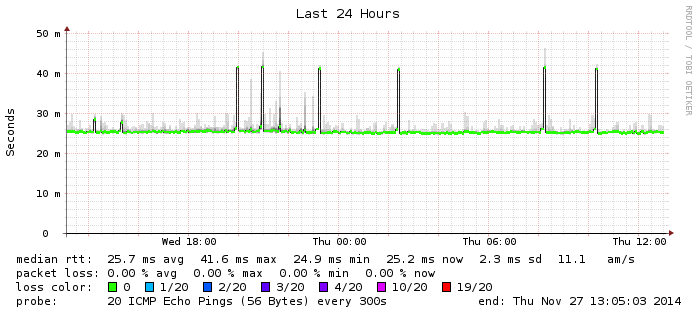 Last 24 Hours
RRDTOOL / TOBI OETIKER
Seconds
50 m
40 m
30 m
20 m
10 m
0
Wed 18:00 Thu 00:00 Thu 06:00 Thu 12:00
median rtt: 25.7 ms avg 41.6 ms max 24.9 ms min 25.2 ms now 2.3 ms sd 11.1 am/s
packet loss: 0.00 % avg 0.00 % max 0.00 % min 0.00 % now
loss color: 0 1/20 2/20 3/20 4/20 10/20 19/20
probe: 20 ICMP Echo Pings (56 Bytes) every 300s end: Thu Nov 27 13:05:03 2014